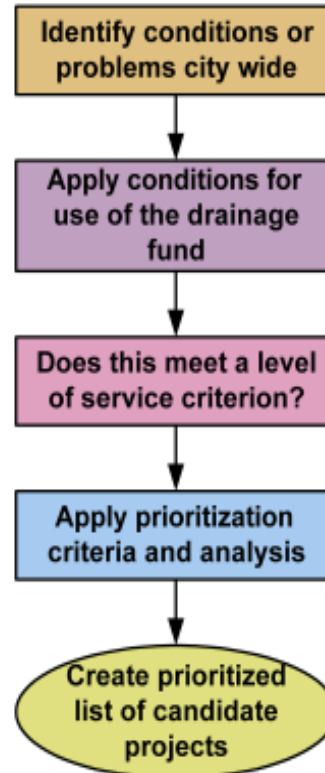 Identify conditions or
problems city wide
Apply conditions for
use of the drainage
fund
Does this meet a level
of service criterion?
Apply prioritization
criteria and analysis
Create prioritized
list of candidate
projects